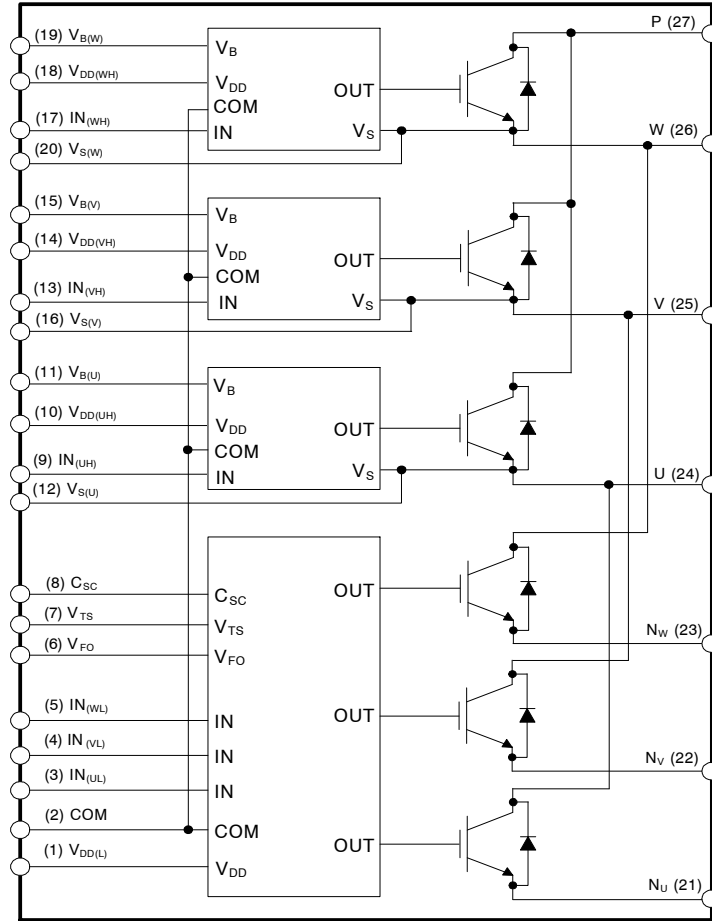 (19) VB(W)
(18) VDD(WH)
(17) IN(WH)
(20) VS(W)
VB
VDD
COM
IN
OUT
VS
P (27)
W (26)
(15) VB(V)
(14) VDD(VH)
(13) IN(VH)
(16) VS(V)
VB
VDD
COM
IN
OUT
VS
V (25)
(11) VB(U)
(10) VDD(UH)
(9) IN(UH)
(12) VS(U)
VB
VDD
COM
IN
OUT
VS
U (24)
(8) CSC
(7) VTS
(6) VFO
(5) IN(WL)
(4) IN(VL)
(3) IN(UL)
(2) COM
(1) VDD(L)
CSC
VTS
VFO
IN
IN
IN
COM
VDD
OUT
OUT
OUT
NW (23)
NV (22)
NU (21)